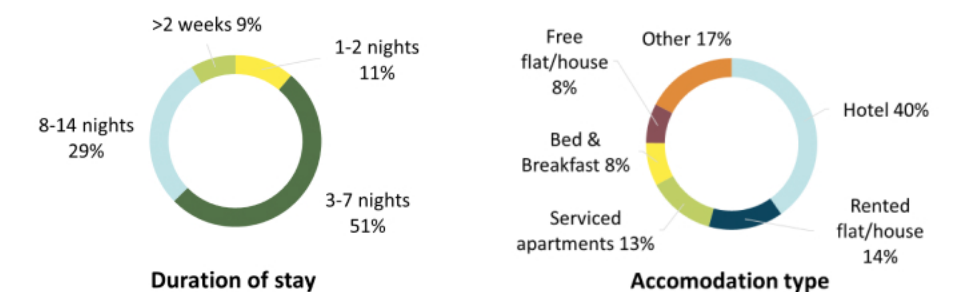 >2 weeks 9%
1-2 nights
11%
8-14 nights
29%
3-7 nights
51%
Duration of stay
Free
flat/house
8%
Other 17%
Hotel 40%
Bed &
Breakfast 8%
Serviced
apartments 13%
Rented
flat/house
14%
Accomodation type